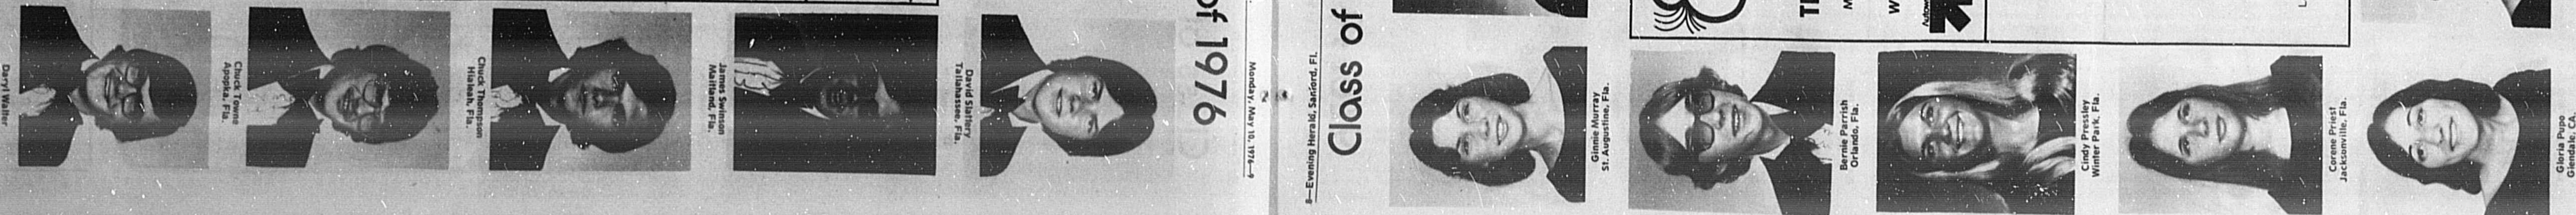 8—Evening Herald, Sanford, Fl.
Class of
Ginnie Murray
St. Augustine, Fla.
Bernie Parrish
Orlando, Fla.
Cindy Pressley
Winter Park, Fla.
Corene Priest
Jacksonville, Fla.
Gloria Pupo
Glendale, CA.
Monday, May 10, 1976—9
of 1976
David Slattery
Tallahassee, Fla.
James Swinson
Maitland, Fla.
Chuck Thompson
Hialeah, Fla.
Chuck Towne
Apopka, Fla.
Daryl Walter